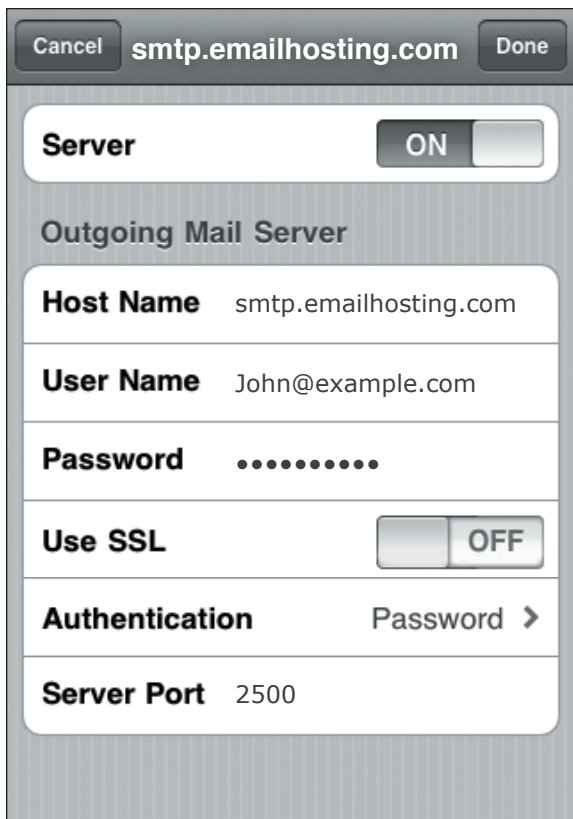 Cancel smtp.emailhosting.com Done
Server ON
Outgoing Mail Server
Host Name smtp.emailhosting.com
User Name John@example.com
Password ••••••••••
Use SSL OFF
Authentication Password >
Server Port 2500